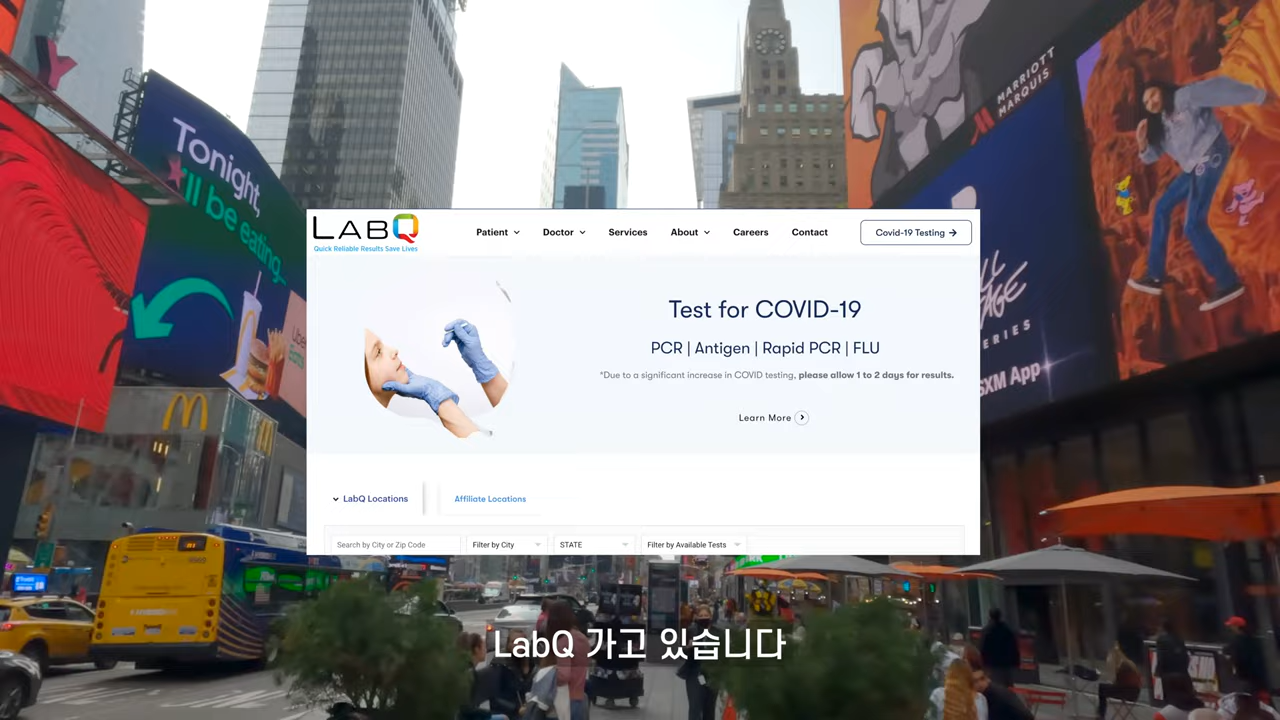 Tonight,
I'll be eating...
MARRIOTT
MARQUIS
LABQ
Quick Reliable Results Save Lives
Patient
Doctor
Services
About
Careers
Contact
Covid-19 Testing
Test for COVID-19
PCR | Antigen | Rapid PCR | FLU
*Due to a significant increase in COVID testing, please allow 1 to 2 days for results.
Learn More
LabQ Locations
Affiliate Locations
Search by City or Zip Code
Filter by City
STATE
Filter by Available Tests
SXM App
LabQ 가고 있습니다